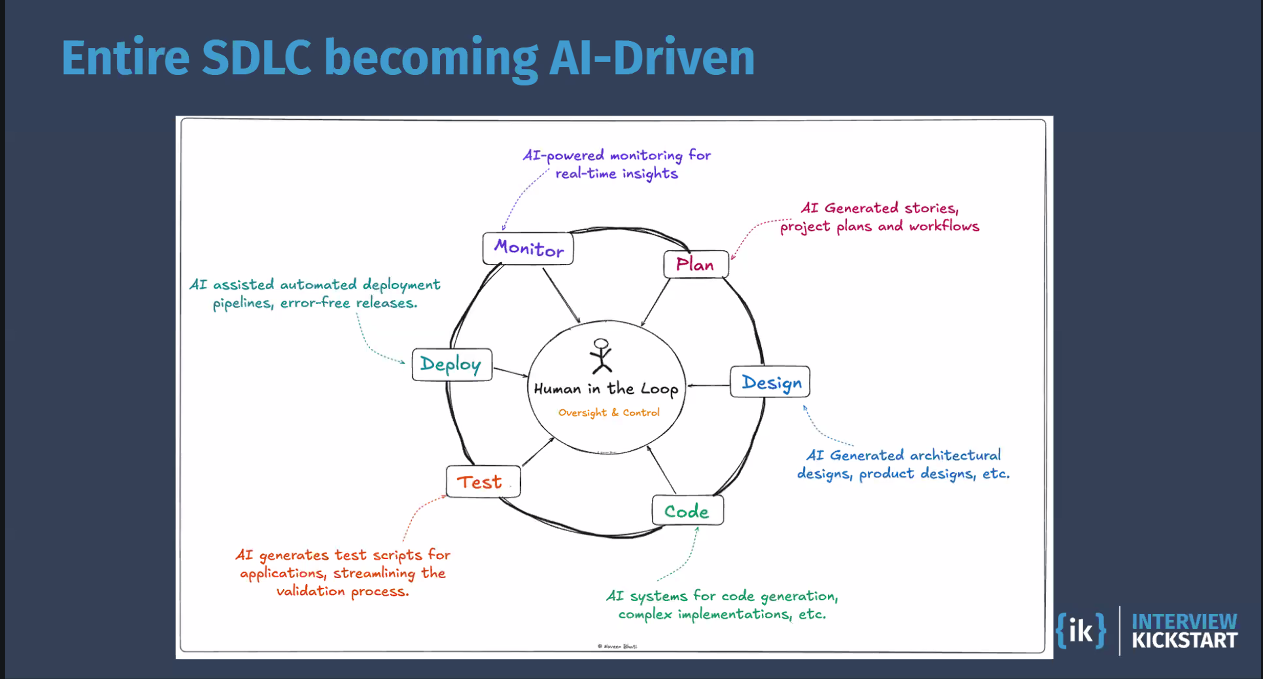 Entire SDLC becoming AI-Driven
AI-powered monitoring for
real-time insights
AI Generated stories,
project plans and workflows
Monitor
Plan
AI assisted automated deployment
pipelines, error-free releases.
Deploy
Human in the Loop
Oversight & Control
Design
AI Generated architectural
designs, product designs, etc.
Test
Code
AI generates test scripts for
applications, streamlining the
validation process.
AI systems for code generation,
complex implementations, etc.
{ik}
INTERVIEW
KICKSTART